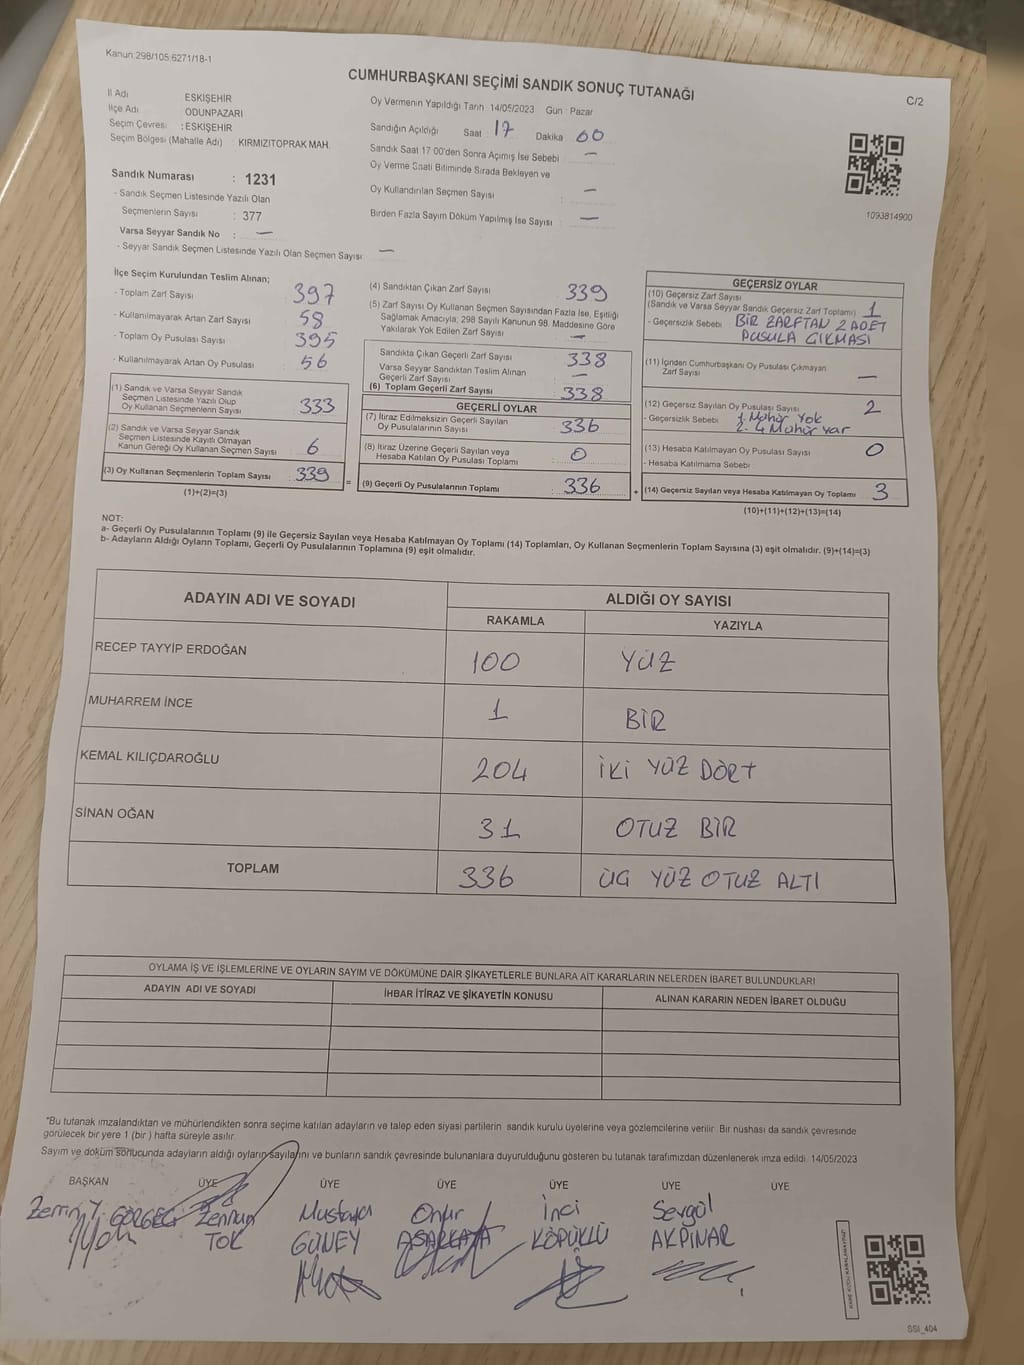 Kanun:298/105;6271/18-1
CUMHURBAŞKANI SEÇİMİ SANDIK SONUÇ TUTANAĞI
C/2
İl Adı ESKİŞEHİR
İlçe Adı ODUNPAZARI
Seçim Çevresi : ESKİŞEHİR
Seçim Bölgesi (Mahalle Adı) : KIRMIZITOPRAK MAH.
Sandık Numarası : 1231
- Sandık Seçmen Listesinde Yazılı Olan
Seçmenlerin Sayısı : 377
Varsa Seyyar Sandık No : —
- Seyyar Sandık Seçmen Listesinde Yazılı Olan Seçmen Sayısı —
Oy Vermenin Yapıldığı Tarih 14/05/2023 Gün : Pazar
Sandığın Açıldığı Saat : 17 Dakika 00
Sandık Saat 17:00'den Sonra Açımış İse Sebebi —
Oy Verme Saati Bitiminde Sırada Bekleyen ve
Oy Kullandırılan Seçmen Sayısı : —
Birden Fazla Sayım Döküm Yapılmış İse Sayısı : —
1093814900
İlçe Seçim Kurulundan Teslim Alınan;
- Toplam Zarf Sayısı : 397
- Kullanılmayarak Artan Zarf Sayısı : 58
- Toplam Oy Pusulası Sayısı : 395
- Kullanılmayarak Artan Oy Pusulası : 56
(1) Sandık ve Varsa Seyyar Sandık
Seçmen Listesinde Yazılı Olup
Oy Kullanan Seçmenlerin Sayısı : 333
(2) Sandık ve Varsa Seyyar Sandık
Seçmen Listesinde Kayıtlı Olmayan
Kanun Gereği Oy Kullanan Seçmen Sayısı : 6
(3) Oy Kullanan Seçmenlerin Toplam Sayısı : 339
(1)+(2)=(3)
(4) Sandıktan Çıkan Zarf Sayısı : 339
(5) Zarf Sayısı Oy Kullanan Seçmen Sayısından Fazla İse, Eşitliği
Sağlamak Amacıyla, 298 Sayılı Kanunun 98. Maddesine Göre
Yakılarak Yok Edilen Zarf Sayısı : —
Sandıkta Çıkan Geçerli Zarf Sayısı : 338
Varsa Seyyar Sandıktan Teslim Alınan
Geçerli Zarf Sayısı : —
(6) Toplam Geçerli Zarf Sayısı : 338
GEÇERLİ OYLAR
(7) İtiraz Edilmeksizin Geçerli Sayılan
Oy Pusulalarının Sayısı : 336
(8) İtiraz Üzerine Geçerli Sayılan veya
Hesaba Katılan Oy Pusulası Toplamı : 0
(9) Geçerli Oy Pusulalarının Toplamı : 336
GEÇERSİZ OYLAR
(10) Geçersiz Zarf Sayısı
(Sandık ve Varsa Seyyar Sandık Geçersiz Zarf Toplamı) : 1
- Geçersizlik Sebebi : BİR ZARFTAN 2 ADET
PUSULA ÇIKMASI
(11) İçinden Cumhurbaşkanı Oy Pusulası Çıkmayan
Zarf Sayısı : —
(12) Geçersiz Sayılan Oy Pusulası Sayısı : 2
- Geçersizlik Sebebi : 1. Mühür Yok
2. 4 Mühür var
(13) Hesaba Katılmayan Oy Pusulası Sayısı : 0
- Hesaba Katılmama Sebebi :
(14) Geçersiz Sayılan veya Hesaba Katılmayan Oy Toplamı : 3
(10)+(11)+(12)+(13)=(14)
NOT:
a- Geçerli Oy Pusulalarının Toplamı (9) ile Geçersiz Sayılan veya Hesaba Katılmayan Oy Toplamı (14) Toplamları, Oy Kullanan Seçmenlerin Toplam Sayısına (3) eşit olmalıdır. (9)+(14)=(3)
b- Adayların Aldığı Oyların Toplamı, Geçerli Oy Pusulalarının Toplamına (9) eşit olmalıdır.
ADAYIN ADI VE SOYADI ALDIĞI OY SAYISI
RAKAMLA YAZIYLA
RECEP TAYYİP ERDOĞAN 100 YÜZ
MUHARREM İNCE 1 BİR
KEMAL KILIÇDAROĞLU 204 İKİ YÜZ DÖRT
SİNAN OĞAN 31 OTUZ BİR
TOPLAM 336 ÜÇ YÜZ OTUZ ALTI
OYLAMA İŞ VE İŞLEMLERİNE VE OYLARIN SAYIM VE DÖKÜMÜNE DAİR ŞİKAYETLERLE BUNLARA AİT KARARLARIN NELERDEN İBARET BULUNDUKLARI
ADAYIN ADI VE SOYADI İHBAR İTİRAZ VE ŞİKAYETİN KONUSU ALINAN KARARIN NEDEN İBARET OLDUĞU
*Bu tutanak imzalandıktan ve mühürlendikten sonra seçime katılan adayların ve talep eden siyasi partilerin sandık kurulu üyelerine veya gözlemcilerine verilir. Bir nüshası da sandık çevresinde
görülecek bir yere 1 (bir ) hafta süreyle asılır.
Sayım ve döküm sonucunda adayların aldığı oyların sayılarını ve bunların sandık çevresinde bulunanlara duyurulduğunu gösteren bu tutanak tarafımızdan düzenlenerek imza edildi. 14/05/2023
BAŞKAN ÜYE ÜYE ÜYE ÜYE ÜYE ÜYE
Mustafa Onur İnci Sevgül
TOK GÜNEY KÖPÜKLÜ AKPINAR
SSI_404